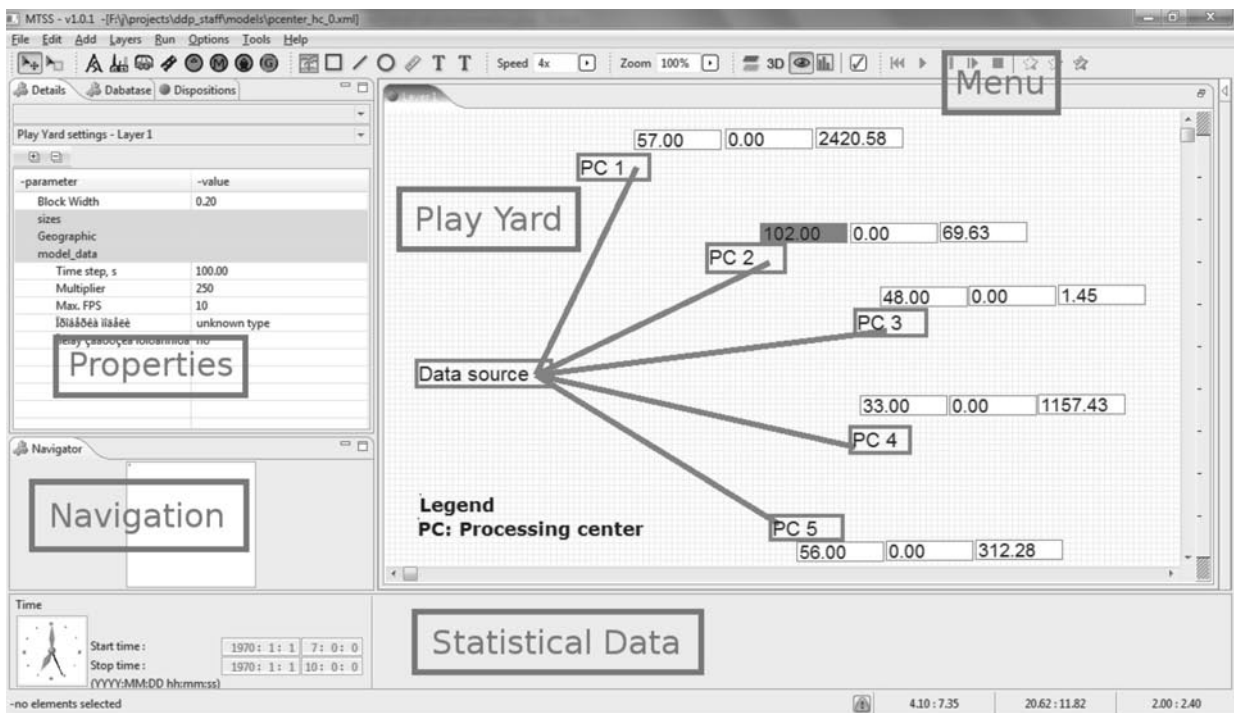 MTSS - v1.0.1 -[F:\j\projects\ddp_staff\models\pcenter_hc_0.xml]
File Edit Add Layers Run Options Tools Help
T T Speed 4x Zoom 100% 3D
Menu
Details Dabatase Dispositions
Layer 1
Play Yard settings - Layer 1
-parameter -value
Block Width 0.20
sizes
Geographic
model_data
Time step, s 100.00
Multiplier 250
Max. FPS 10
Ïðîâåðêà ìîäåëè unknown type
no
Properties
57.00 0.00 2420.58
PC 1
Play Yard
102.00 0.00 69.63
PC 2
48.00 0.00 1.45
PC 3
Data source
33.00 0.00 1157.43
PC 4
Legend
PC: Processing center
PC 5
56.00 0.00 312.28
Navigator
Navigation
Time
Start time : 1970: 1: 1 7: 0: 0
Stop time : 1970: 1: 1 10: 0: 0
(YYYY:MM:DD hh:mm:ss)
Statistical Data
-no elements selected 4.10 : 7.35 20.62 : 11.82 2.00 : 2.40